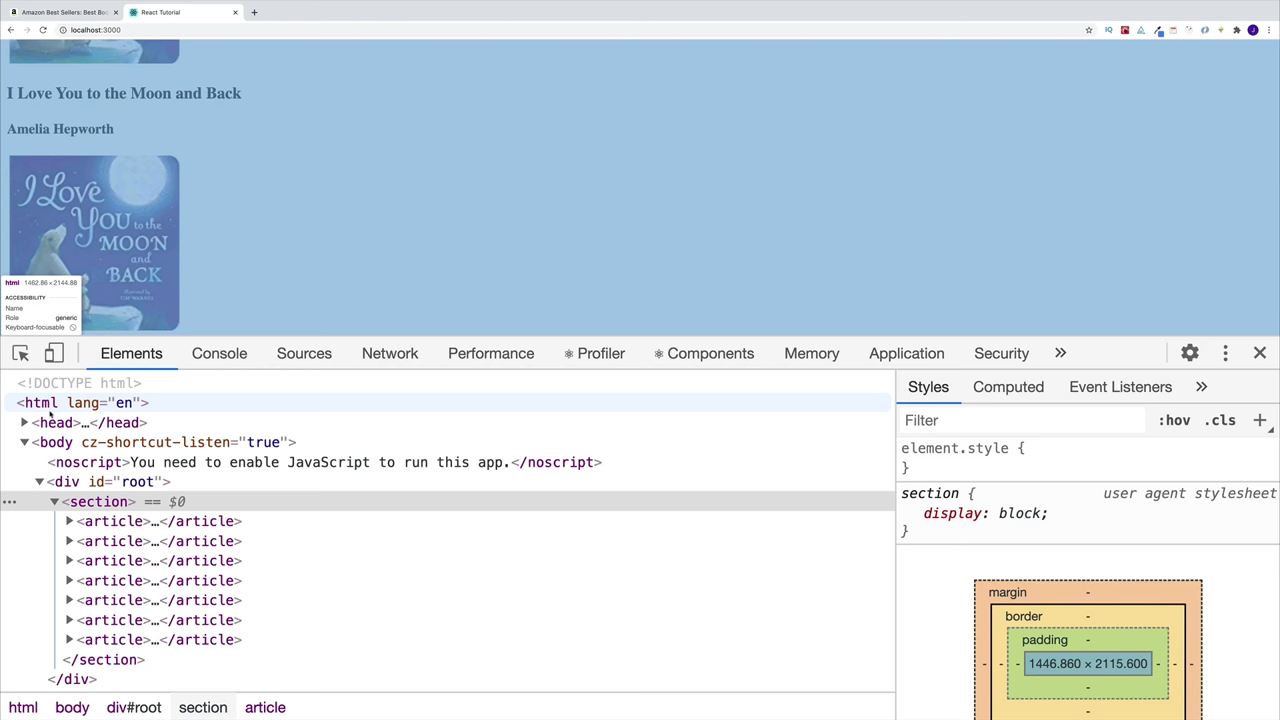 Amazon Best Sellers: Best Boo
React Tutorial
localhost:3000
I Love You to the Moon and Back
Amelia Hepworth
I Love
You to the
MOON
and
BACK
illustrated by
html 1462.86 × 2144.88
ACCESSIBILITY
Name
Role generic
Keyboard-focusable
Elements Console Sources Network Performance Profiler Components Memory Application Security »
<!DOCTYPE html>
<html lang="en">
<head>…</head>
<body cz-shortcut-listen="true">
<noscript>You need to enable JavaScript to run this app.</noscript>
<div id="root">
<section> == $0
<article>…</article>
<article>…</article>
<article>…</article>
<article>…</article>
<article>…</article>
<article>…</article>
<article>…</article>
</section>
</div>
html body div#root section article
Styles Computed Event Listeners »
Filter :hov .cls +
element.style {
}
section { user agent stylesheet
display: block;
}
margin -
border -
padding -
- - - 1446.860 × 2115.600 - - -
-
-